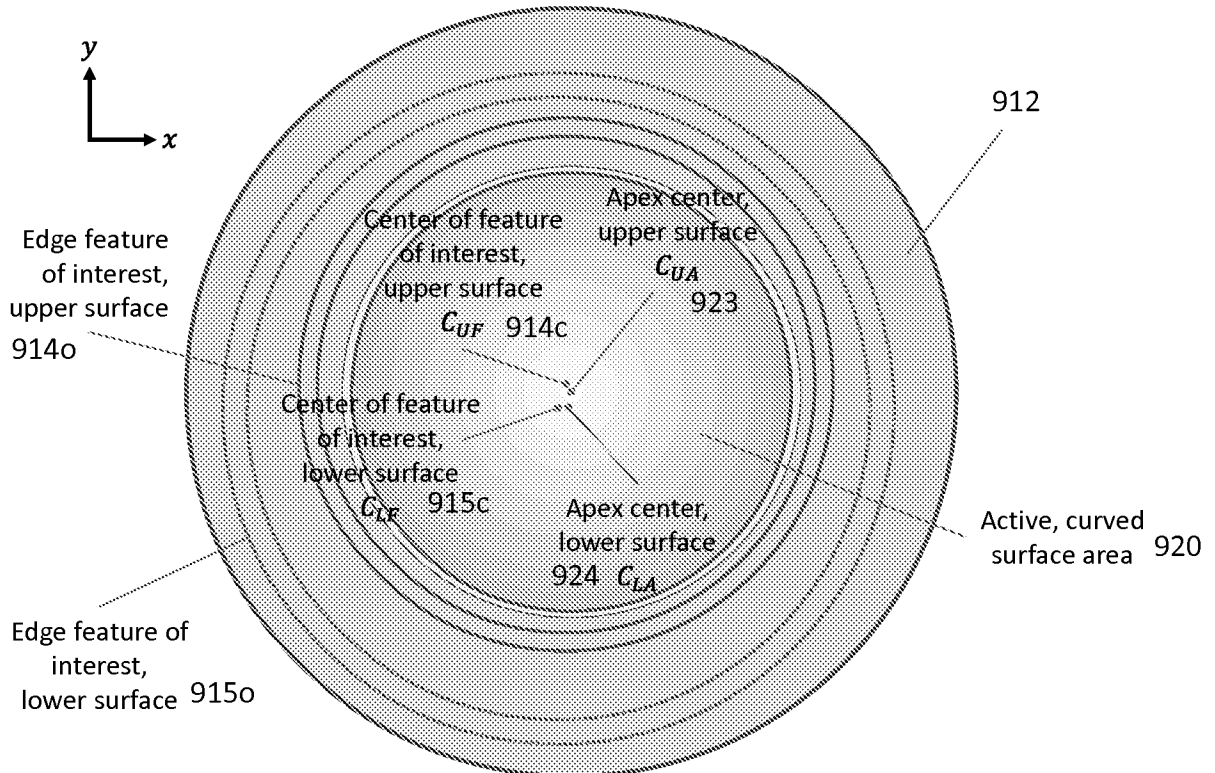 y
x
912
Apex center,
upper surface
C_UA
923
Center of feature
of interest,
upper surface
C_UF 914c
Edge feature
of interest,
upper surface
914o
Center of feature
of interest,
lower surface
C_LF 915c
Apex center,
lower surface
924 C_LA
Active, curved
surface area 920
Edge feature of
interest,
lower surface 915o